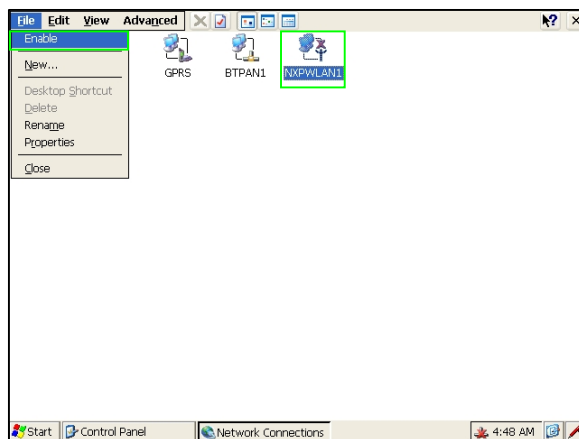 File Edit View Advanced
Enable
New...
Desktop Shortcut
Delete
Rename
Properties
Close
GPRS BTPAN1 NXPWLAN1
Start Control Panel Network Connections 4:48 AM